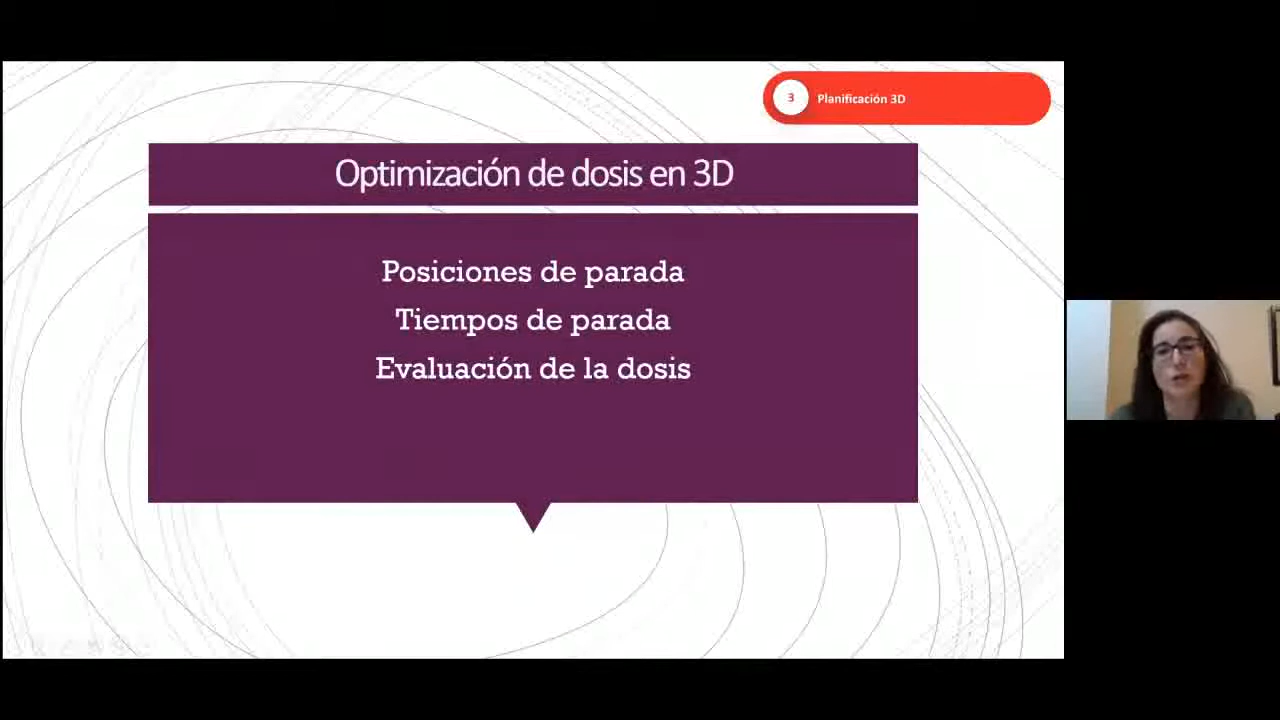 3 Planificación 3D
Optimización de dosis en 3D
Posiciones de parada
Tiempos de parada
Evaluación de la dosis